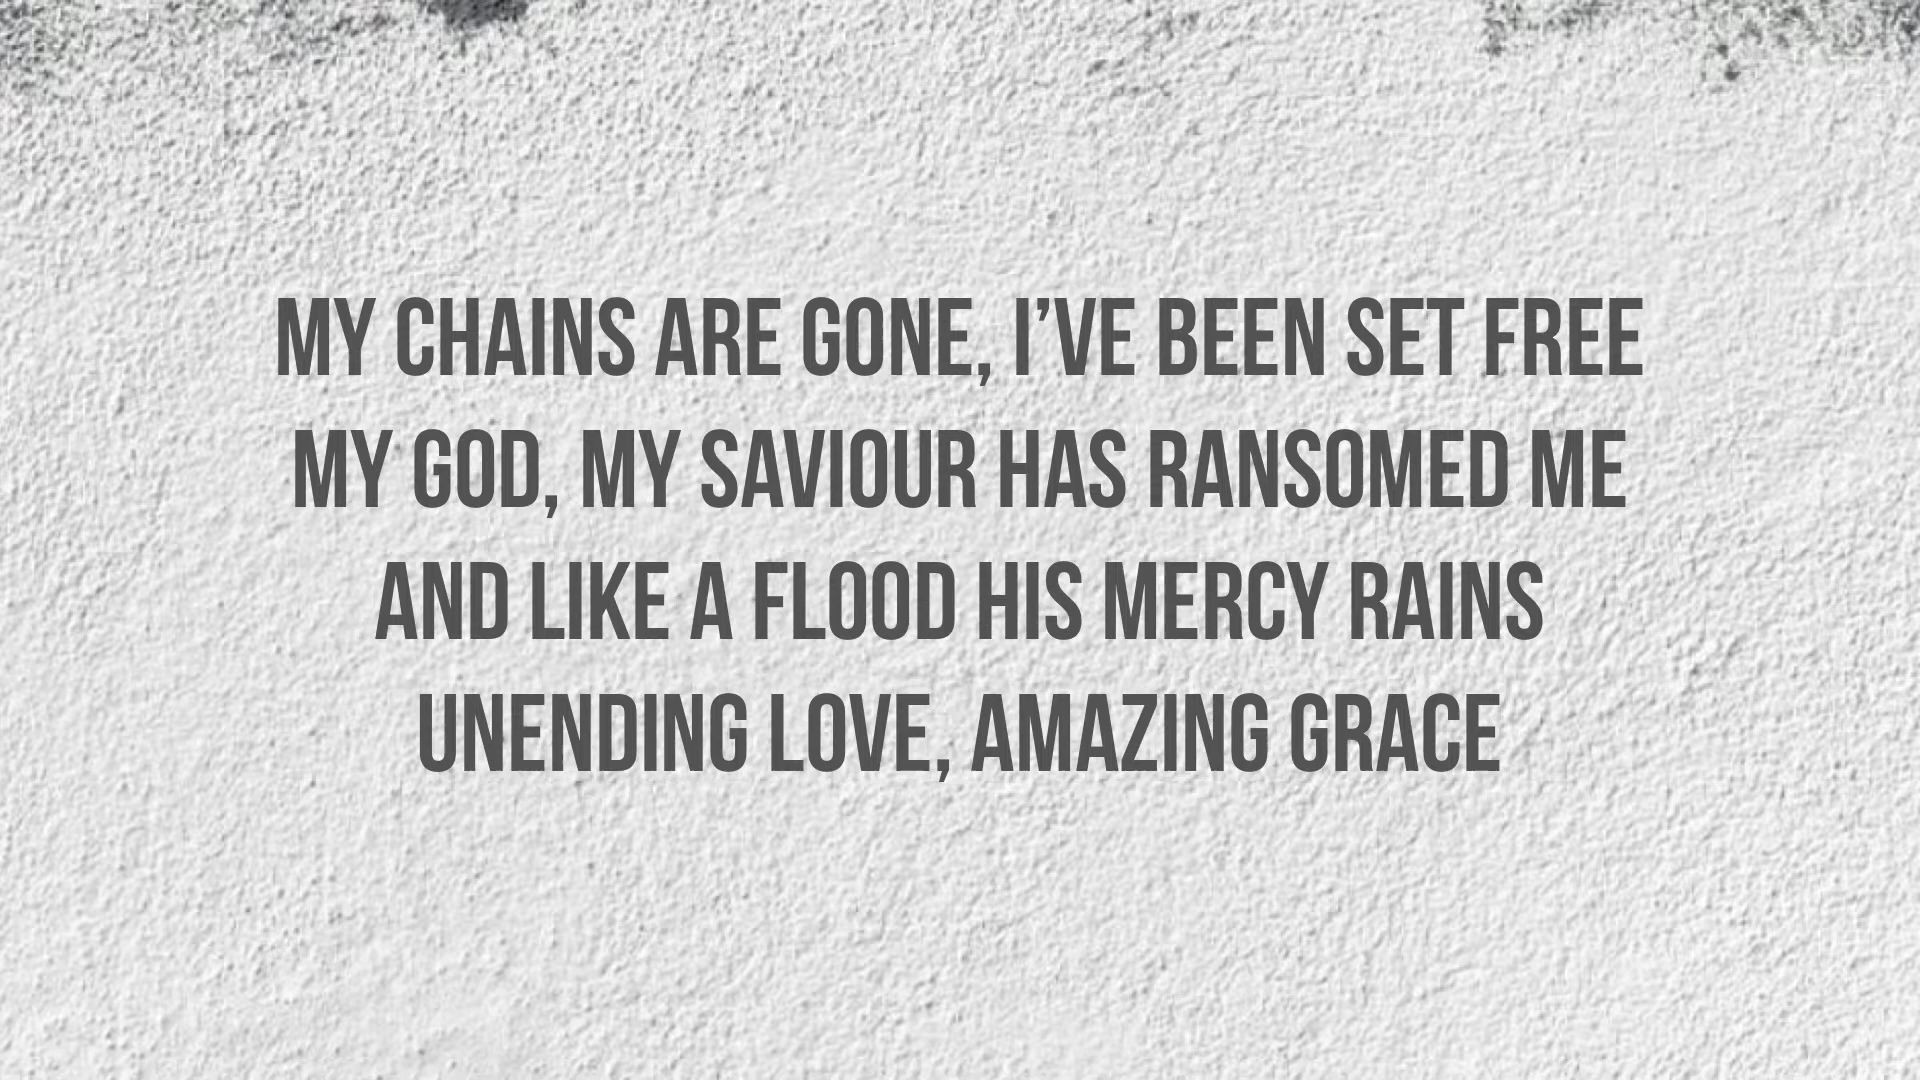 MY CHAINS ARE GONE, I’VE BEEN SET FREE
MY GOD, MY SAVIOUR HAS RANSOMED ME
AND LIKE A FLOOD HIS MERCY RAINS
UNENDING LOVE, AMAZING GRACE